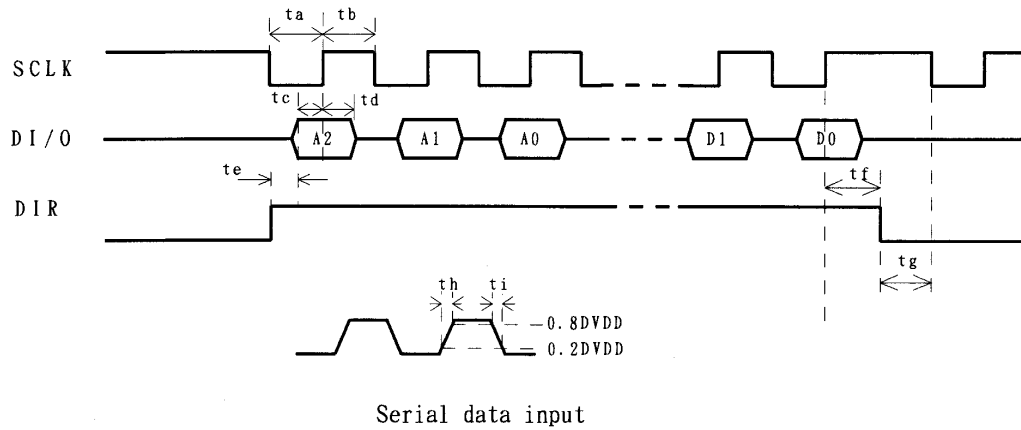 ta tb
SCLK
tc td
DI/O A2 A1 A0 D1 D0
te tf
DIR
tg
th ti
0.8DVDD
0.2DVDD
Serial data input